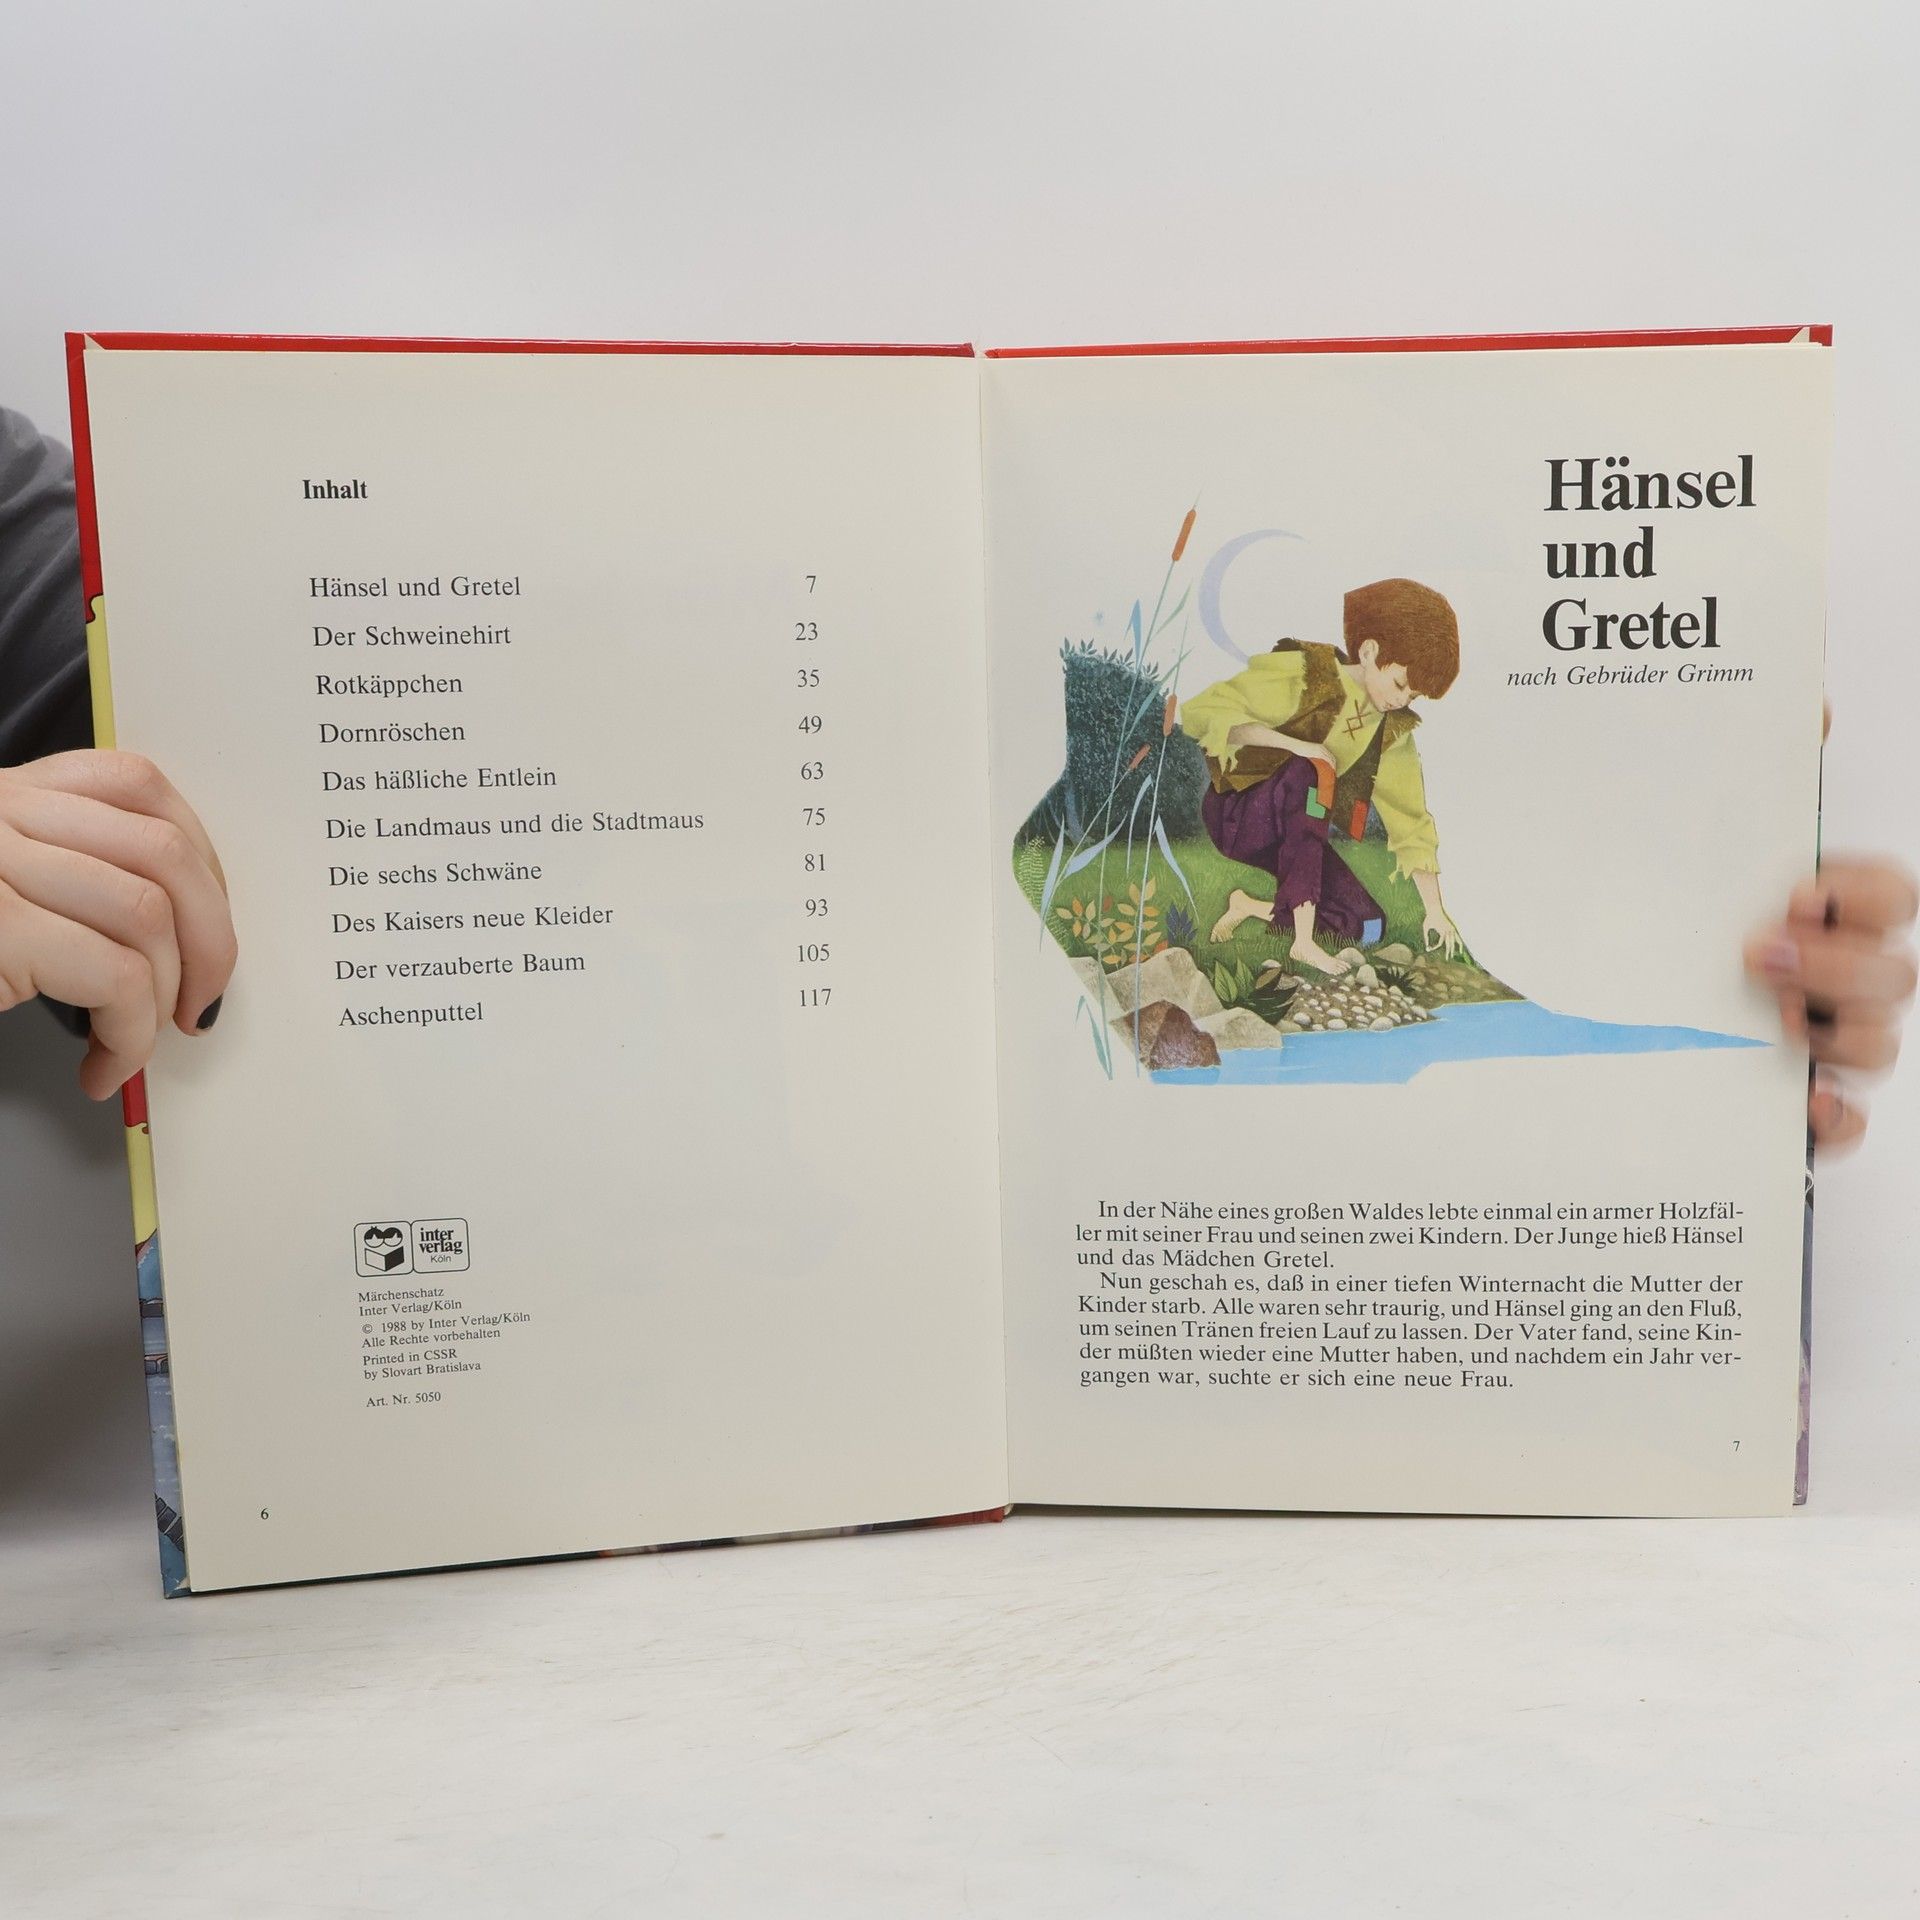 Inhalt
Hänsel und Gretel 7
Der Schweinehirt 23
Rotkäppchen 35
Dornröschen 49
Das häßliche Entlein 63
Die Landmaus und die Stadtmaus 75
Die sechs Schwäne 81
Des Kaisers neue Kleider 93
Der verzauberte Baum 105
Aschenputtel 117
inter
verlag
Köln
Märchenschatz
Inter Verlag/Köln
© 1988 by Inter Verlag/Köln
Alle Rechte vorbehalten
Printed in CSSR
by Slovart Bratislava
Art. Nr. 5050
6
Hänsel
und
Gretel
nach Gebrüder Grimm
In der Nähe eines großen Waldes lebte einmal ein armer Holzfäl-
ler mit seiner Frau und seinen zwei Kindern. Der Junge hieß Hänsel
und das Mädchen Gretel.
Nun geschah es, daß in einer tiefen Winternacht die Mutter der
Kinder starb. Alle waren sehr traurig, und Hänsel ging an den Fluß,
um seinen Tränen freien Lauf zu lassen. Der Vater fand, seine Kin-
der müßten wieder eine Mutter haben, und nachdem ein Jahr ver-
gangen war, suchte er sich eine neue Frau.
7